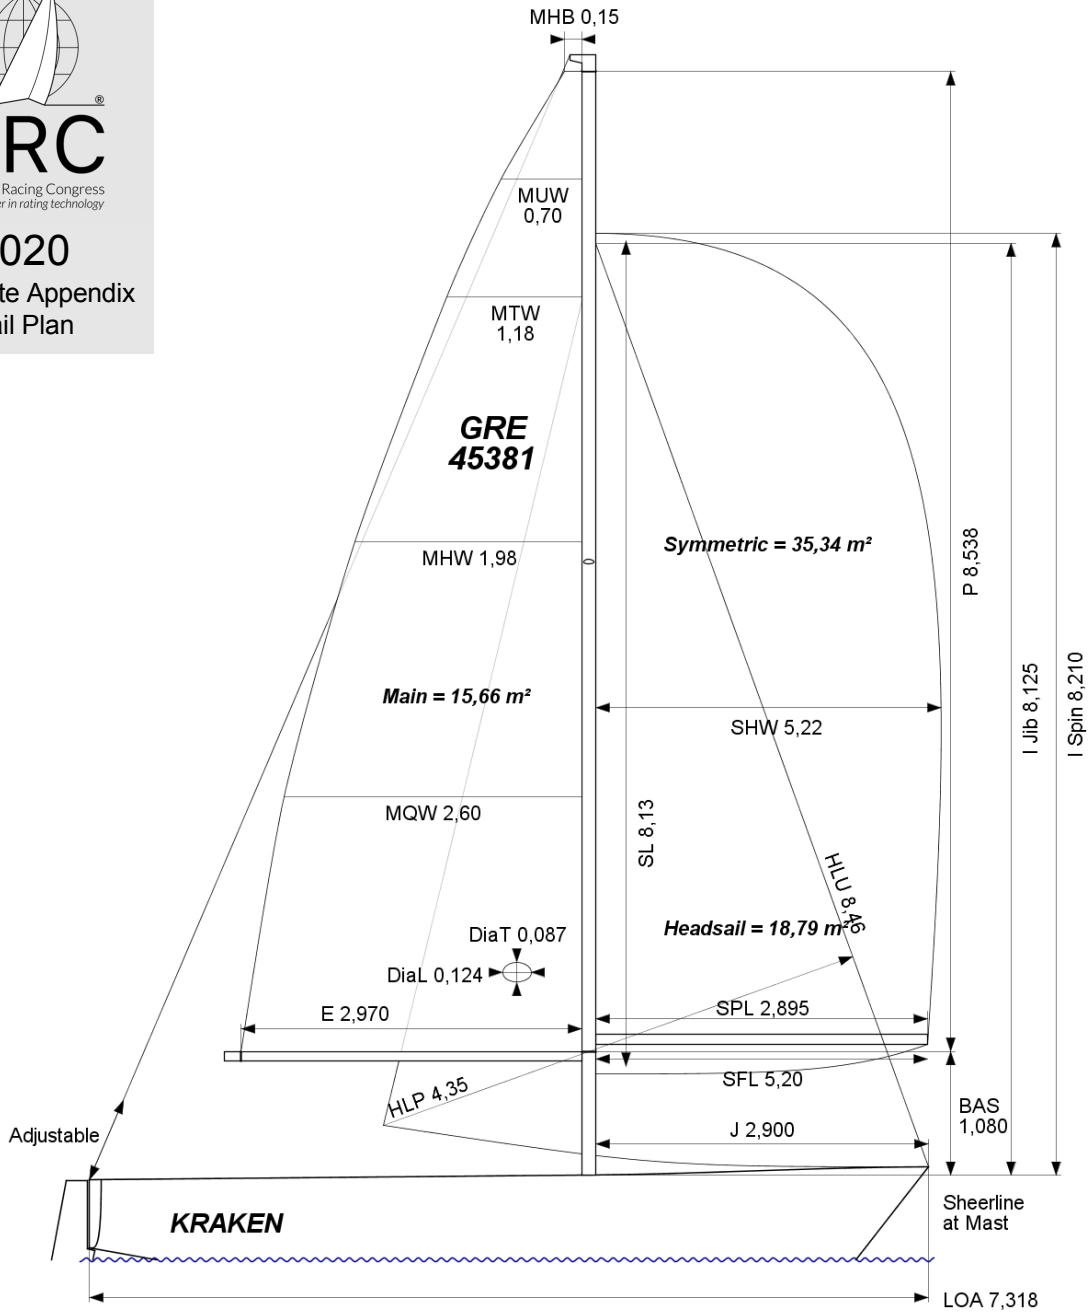 MHB 0,15
®
RC
Racing Congress
in rating technology
020
te Appendix
il Plan
MUW
0,70
MTW
1,18
GRE
45381
Symmetric = 35,34 m²
MHW 1,98
P 8,538
I Jib 8,125
I Spin 8,210
Main = 15,66 m²
SHW 5,22
MQW 2,60
SL 8,13
HLU 8,46
Headsail = 18,79 m²
DiaT 0,087
DiaL 0,124
E 2,970
SPL 2,895
SFL 5,20
HLP 4,35
BAS
1,080
J 2,900
Adjustable
KRAKEN
Sheerline
at Mast
LOA 7,318